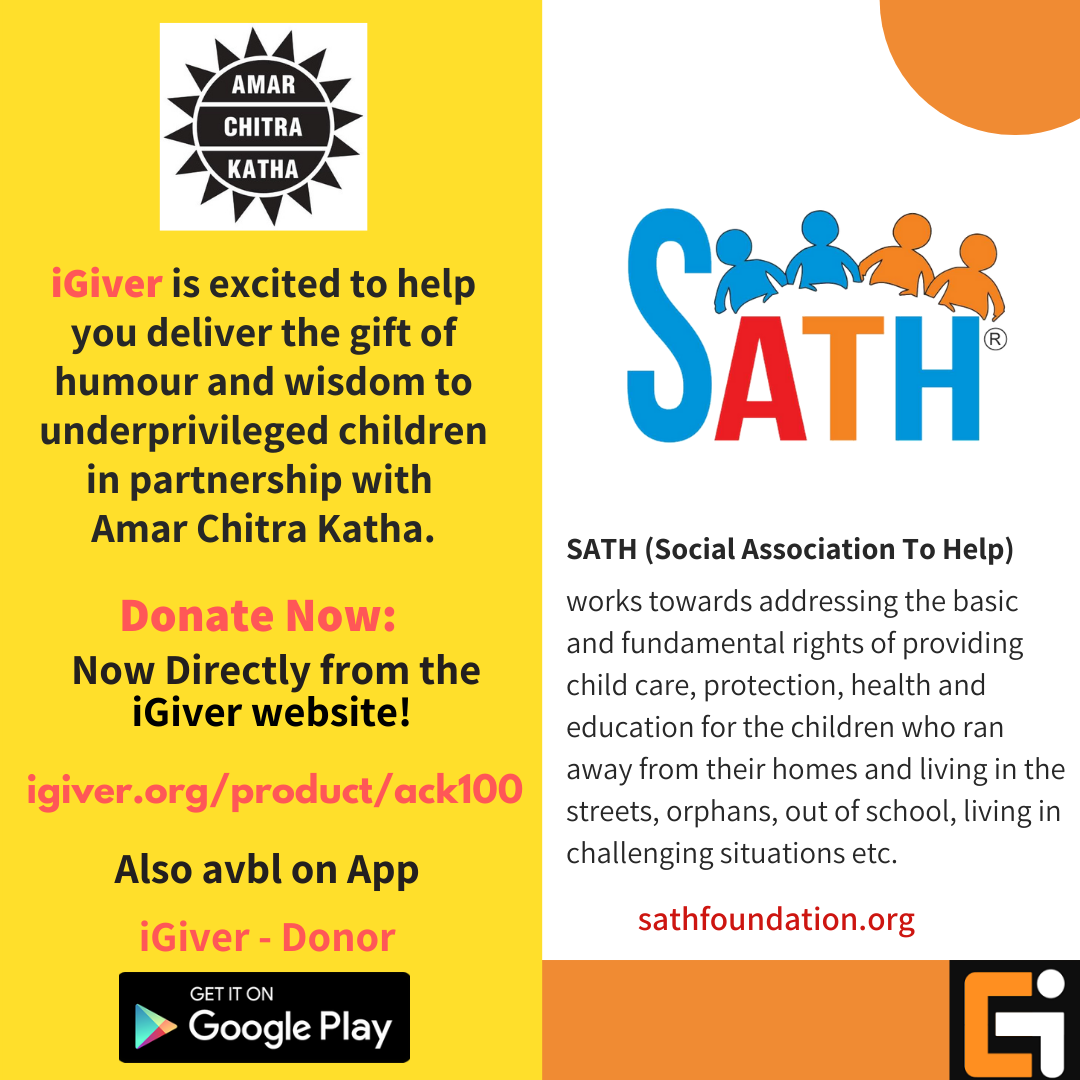 AMAR
CHITRA
KATHA
iGiver is excited to help
you deliver the gift of
humour and wisdom to
underprivileged children
in partnership with
Amar Chitra Katha.
Donate Now:
Now Directly from the
iGiver website!
igiver.org/product/ack100
Also avbl on App
iGiver - Donor
GET IT ON
Google Play
SATH®
SATH (Social Association To Help)
works towards addressing the basic
and fundamental rights of providing
child care, protection, health and
education for the children who ran
away from their homes and living in the
streets, orphans, out of school, living in
challenging situations etc.
sathfoundation.org
Gi